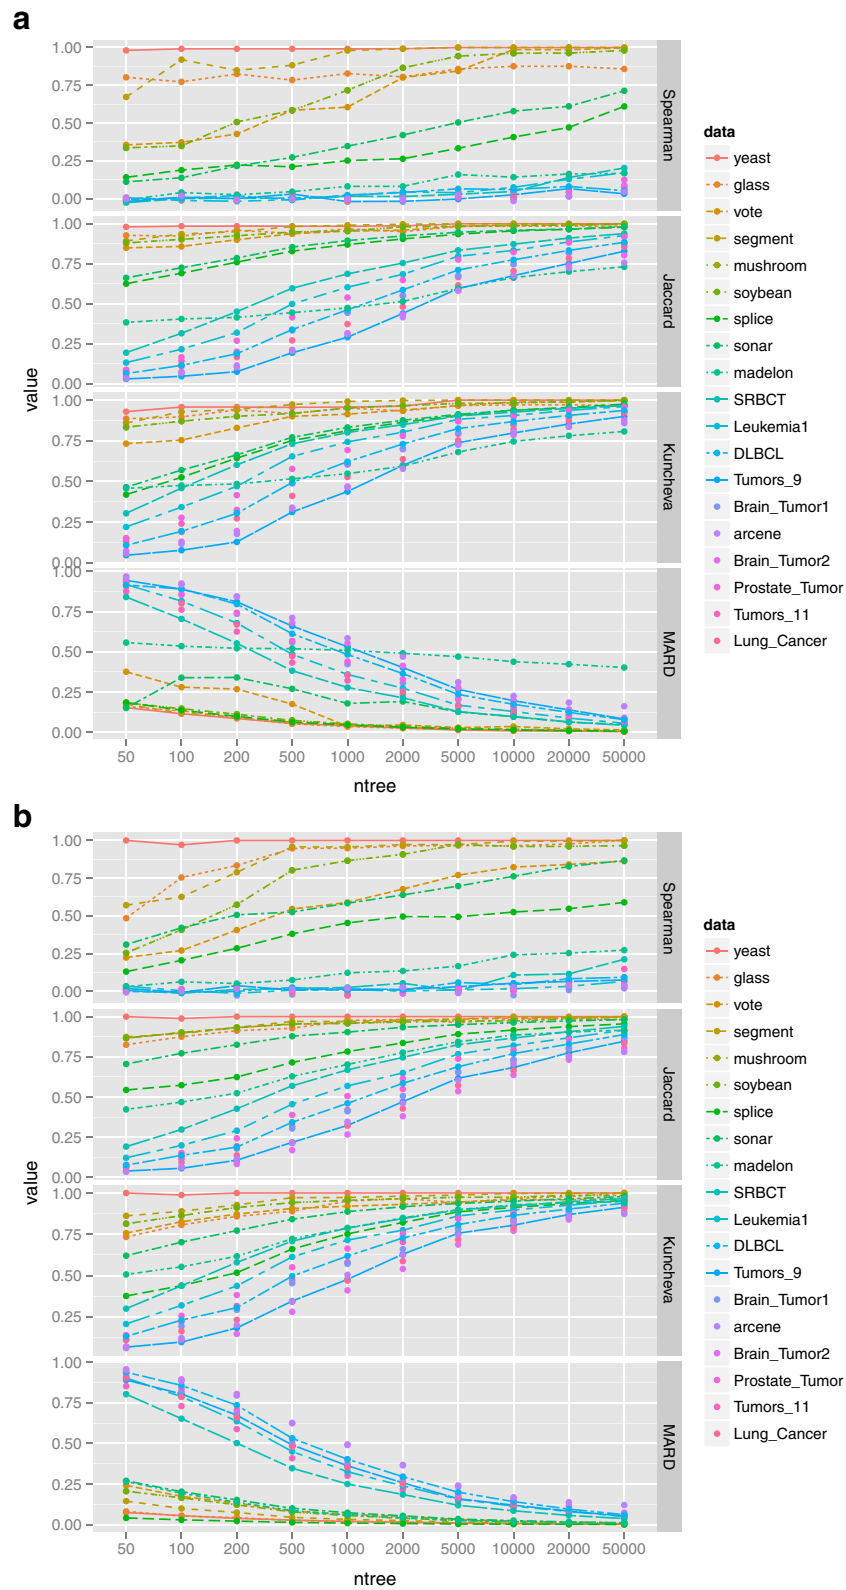 a
1.00
0.75
0.50
0.25
0.00
Spearman
1.00
0.75
0.50
0.25
0.00
Jaccard
1.00
0.75
0.50
0.25
0.00
Kuncheva
1.00
0.75
0.50
0.25
0.00
MARD
value
50 100 200 500 1000 2000 5000 10000 20000 50000
ntree
data
yeast
glass
vote
segment
mushroom
soybean
splice
sonar
madelon
SRBCT
Leukemia1
DLBCL
Tumors_9
Brain_Tumor1
arcene
Brain_Tumor2
Prostate_Tumor
Tumors_11
Lung_Cancer
b
1.00
0.75
0.50
0.25
0.00
Spearman
1.00
0.75
0.50
0.25
0.00
Jaccard
1.00
0.75
0.50
0.25
Kuncheva
1.00
0.75
0.50
0.25
0.00
MARD
value
50 100 200 500 1000 2000 5000 10000 20000 50000
ntree
data
yeast
glass
vote
segment
mushroom
soybean
splice
sonar
madelon
SRBCT
Leukemia1
DLBCL
Tumors_9
Brain_Tumor1
arcene
Brain_Tumor2
Prostate_Tumor
Tumors_11
Lung_Cancer